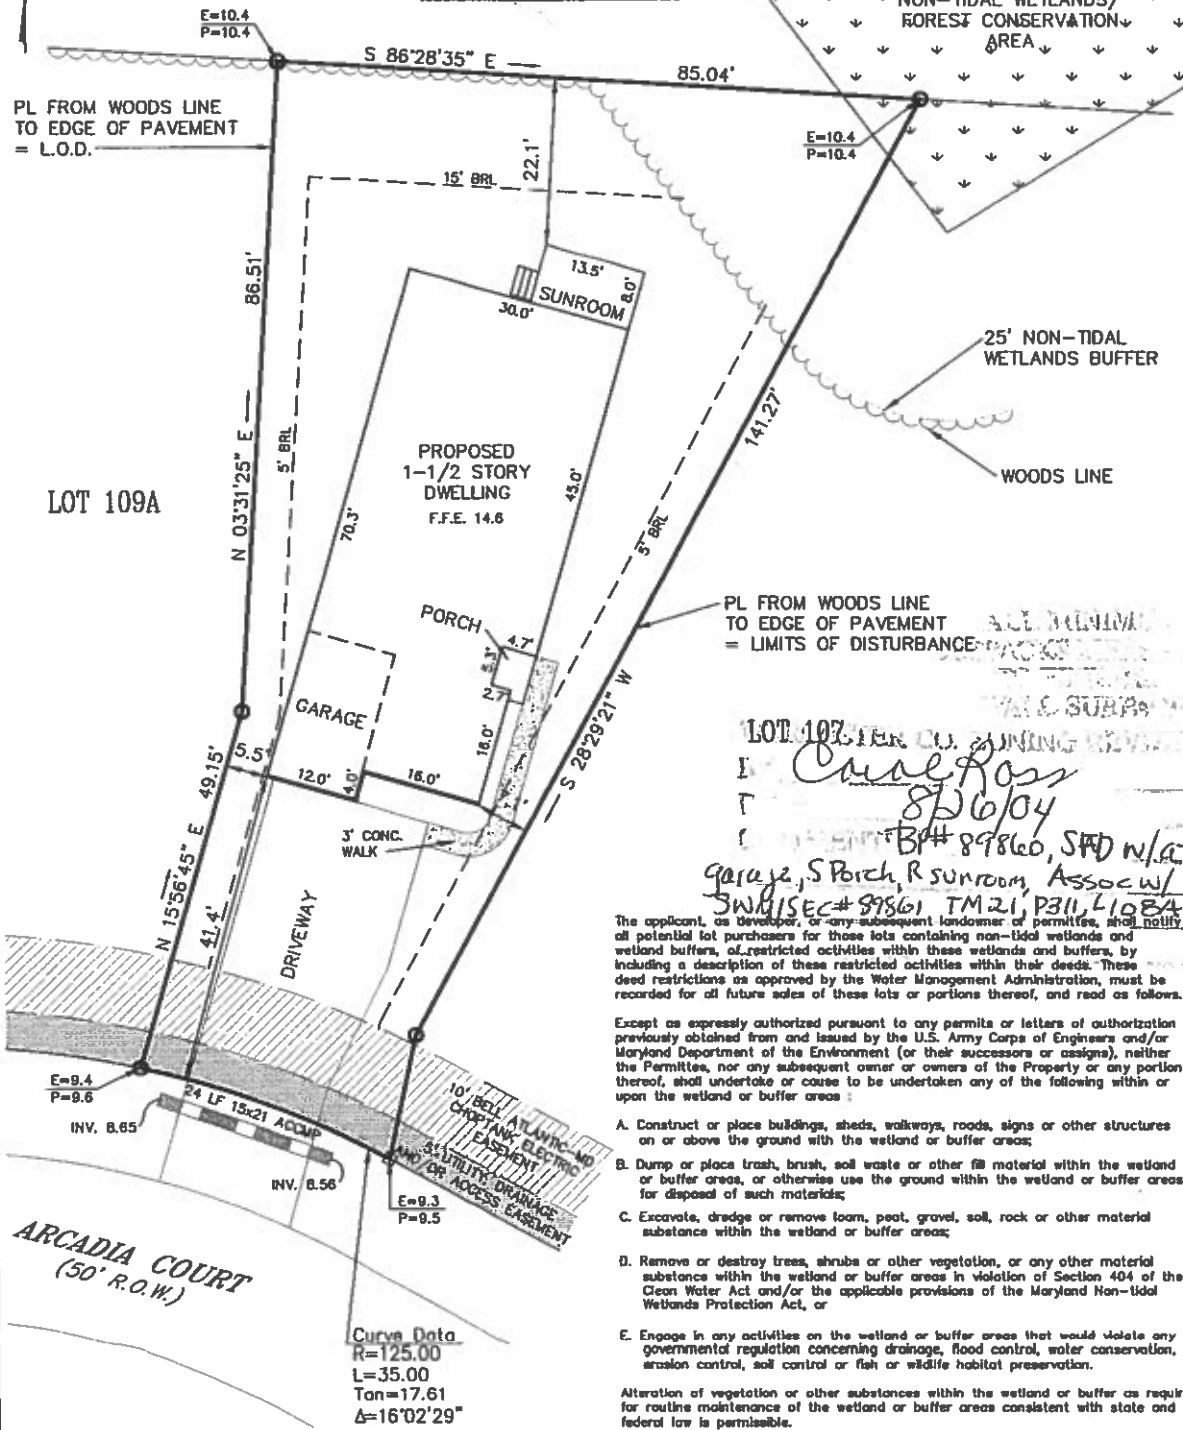 NON-TIDAL WETLANDS/
FOREST CONSERVATION
AREA
E=10.4
P=10.4
S 86°28'35" E
85.04'
PL FROM WOODS LINE
TO EDGE OF PAVEMENT
= L.O.D.
E=10.4
P=10.4
22.1'
15' BRL
86.51'
13.5'
8.0'
SUNROOM
30.0'
25' NON-TIDAL
WETLANDS BUFFER
141.27'
N 03°31'25" E
5' BRL
PROPOSED
1-1/2 STORY
DWELLING
F.F.E. 14.6
45.0'
WOODS LINE
LOT 109A
70.3'
5' BRL
PL FROM WOODS LINE
TO EDGE OF PAVEMENT
= LIMITS OF DISTURBANCE
ALL MINIM
PORCH
4.7'
5.3'
2.7'
GARAGE
16.0'
S 28°29'21" W
LOT 107
Carol Ross
8/26/04
BP# 89860, SFD w/a
garage, S Porch, R sunroom, Assoc w/
SWM/SEC# 89861 TM 21, P311, L108A
49.15'
5.5'
12.0'
4.0'
16.0'
3' CONC.
WALK
N 15°56'45" E
41.4'
DRIVEWAY
The applicant, as developer, or any subsequent landowner of permittee, shall notify
all potential lot purchasers for those lots containing non-tidal wetlands and
wetland buffers, of restricted activities within these wetlands and buffers, by
including a description of these restricted activities within their deeds. These
deed restrictions as approved by the Water Management Administration, must be
recorded for all future sales of these lots or portions thereof, and read as follows.
Except as expressly authorized pursuant to any permits or letters of authorization
previously obtained from and issued by the U.S. Army Corps of Engineers and/or
Maryland Department of the Environment (or their successors or assigns), neither
the Permittee, nor any subsequent owner or owners of the Property or any portion
thereof, shall undertake or cause to be undertaken any of the following within or
upon the wetland or buffer areas :
A. Construct or place buildings, sheds, walkways, roads, signs or other structures
on or above the ground with the wetland or buffer areas;
B. Dump or place trash, brush, soil waste or other fill material within the wetland
or buffer areas, or otherwise use the ground within the wetland or buffer areas
for disposal of such materials;
C. Excavate, dredge or remove loam, peat, gravel, soil, rock or other material
substance within the wetland or buffer areas;
D. Remove or destroy trees, shrubs or other vegetation, or any other material
substance within the wetland or buffer areas in violation of Section 404 of the
Clean Water Act and/or the applicable provisions of the Maryland Non-tidal
Wetlands Protection Act, or
E. Engage in any activities on the wetland or buffer areas that would violate any
governmental regulation concerning drainage, flood control, water conservation,
erosion control, soil control or fish or wildlife habitat preservation.
Alteration of vegetation or other substances within the wetland or buffer as requir
for routine maintenance of the wetland or buffer areas consistent with state and
federal law is permissible.
E=9.4
P=9.6
24 LF 15x21 ACCMP
INV. 8.65
INV. 8.56
10' BELL ATLANTIC-MD
CHOPTANK ELECTRIC
EASEMENT
5' UTILITY, DRAINAGE
AND OR ACCESS EASEMENT
E=9.3
P=9.5
ARCADIA COURT
(50' R.O.W.)
Curve Data
R=125.00
L=35.00
Tan=17.61
Δ=16°02'29"